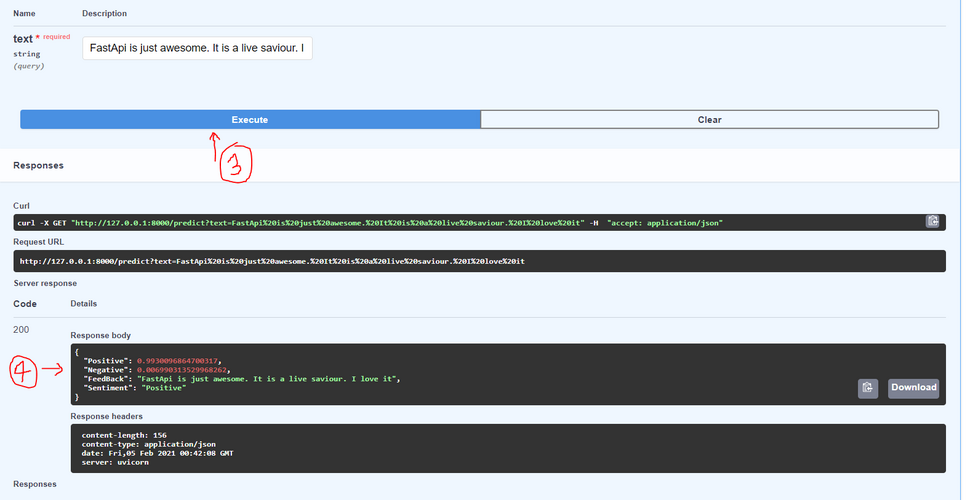 Name Description
text * required
FastApi is just awesome. It is a live saviour. I
string
(query)
Execute Clear
3
Responses
Curl
curl -X GET "http://127.0.0.1:8000/predict?text=FastApi%20is%20just%20awesome.%20It%20is%20a%20live%20saviour.%20I%20love%20it" -H  "accept: application/json"
Request URL
http://127.0.0.1:8000/predict?text=FastApi%20is%20just%20awesome.%20It%20is%20a%20live%20saviour.%20I%20love%20it
Server response
Code Details
200
Response body
4
{
"Positive": 0.9930096864700317,
"Negative": 0.006990313529968262,
"FeedBack": "FastApi is just awesome. It is a live saviour. I love it",
"Sentiment": "Positive"
}
Download
Response headers
content-length: 156
content-type: application/json
date: Fri,05 Feb 2021 00:42:08 GMT
server: uvicorn
Responses